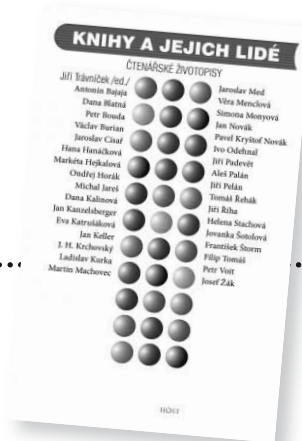 KNIHY A JEJICH LIDÉ
ČTENÁŘSKÉ ŽIVOTOPISY
Jiří Trávníček /ed./
Antonín Bajaja
Dana Blatná
Petr Bouda
Václav Burian
Jaroslav Císař
Hana Hanáčková
Markéta Hejkalová
Ondřej Horák
Michal Jareš
Dana Kalinová
Jan Kanzelsberger
Eva Katrušáková
Jan Keller
J. H. Krchovský
Ladislav Kurka
Martin Machovec
Jaroslav Med
Věra Menclová
Simona Monyová
Jan Novák
Pavel Kryštof Novák
Ivo Odehnal
Jiří Padevět
Aleš Palán
Jiří Pelán
Tomáš Řehák
Jiří Říha
Helena Stachová
Jovanka Šotolová
František Štorm
Filip Tomáš
Petr Voit
Josef Žák
HOST